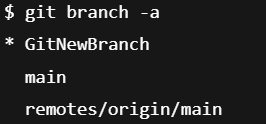 $ git branch -a
* GitNewBranch
main
remotes/origin/main